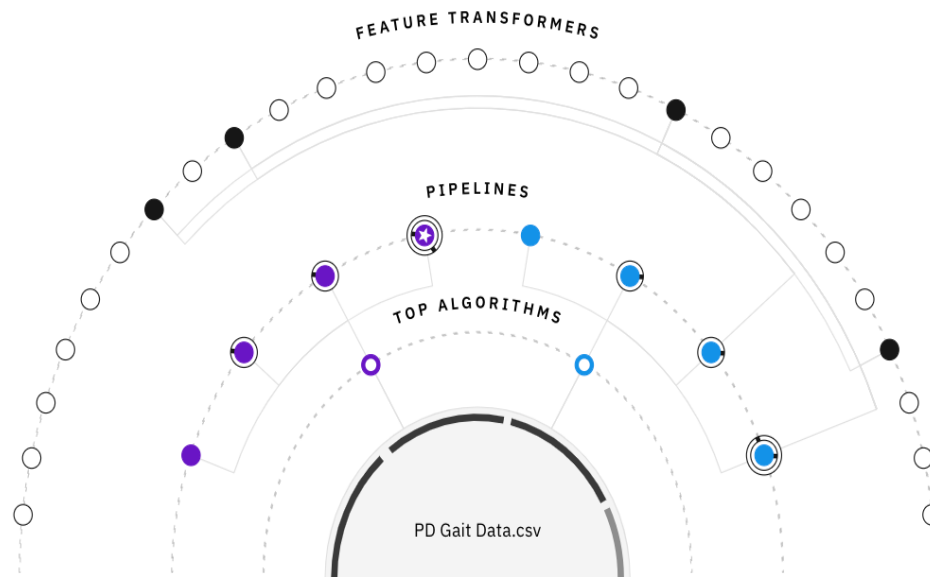 FEATURE TRANSFORMERS
PIPELINES
TOP ALGORITHMS
PD Gait Data.csv